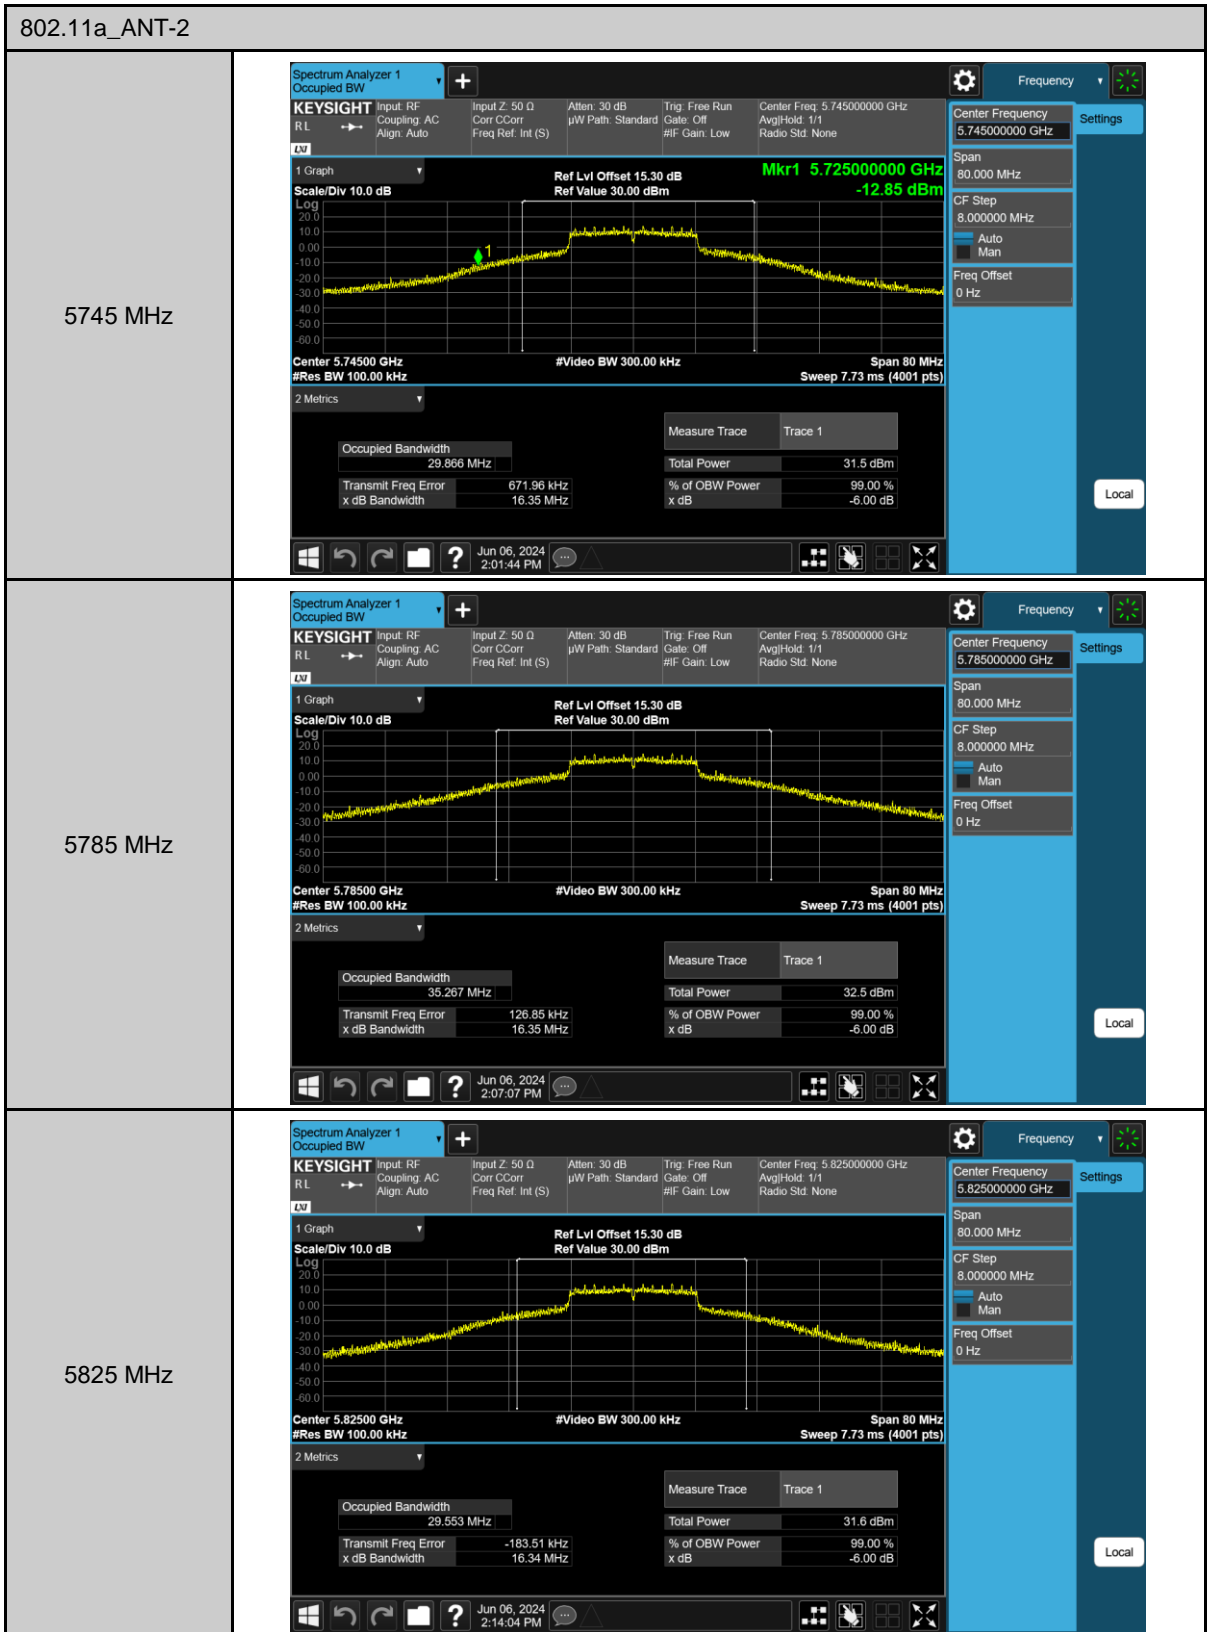 802.11a_ANT-2
5745 MHz
Spectrum Analyzer 1
Occupied BW
Frequency
KEYSIGHT
R L
LXI
Input: RF
Coupling: AC
Align: Auto
Input Z: 50 Ω
Corr CCorr
Freq Ref: Int (S)
Atten: 30 dB
µW Path: Standard
Trig: Free Run
Gate: Off
#IF Gain: Low
Center Freq: 5.745000000 GHz
Avg|Hold: 1/1
Radio Std: None
Center Frequency
5.745000000 GHz
Settings
Span
80.000 MHz
CF Step
8.000000 MHz
Auto
Man
Freq Offset
0 Hz
Local
1 Graph
Scale/Div 10.0 dB
Ref Lvl Offset 15.30 dB
Ref Value 30.00 dBm
Mkr1 5.725000000 GHz
-12.85 dBm
Log
20.0
10.0
0.00
-10.0
-20.0
-30.0
-40.0
-50.0
-60.0
1
Center 5.74500 GHz
#Video BW 300.00 kHz
Span 80 MHz
#Res BW 100.00 kHz
Sweep 7.73 ms (4001 pts)
2 Metrics
Measure Trace Trace 1
Occupied Bandwidth
29.866 MHz
Total Power 31.5 dBm
Transmit Freq Error 671.96 kHz
% of OBW Power 99.00 %
x dB Bandwidth 16.35 MHz
x dB -6.00 dB
Jun 06, 2024
2:01:44 PM
5785 MHz
Spectrum Analyzer 1
Occupied BW
Frequency
KEYSIGHT
R L
LXI
Input: RF
Coupling: AC
Align: Auto
Input Z: 50 Ω
Corr CCorr
Freq Ref: Int (S)
Atten: 30 dB
µW Path: Standard
Trig: Free Run
Gate: Off
#IF Gain: Low
Center Freq: 5.785000000 GHz
Avg|Hold: 1/1
Radio Std: None
Center Frequency
5.785000000 GHz
Settings
Span
80.000 MHz
CF Step
8.000000 MHz
Auto
Man
Freq Offset
0 Hz
Local
1 Graph
Scale/Div 10.0 dB
Ref Lvl Offset 15.30 dB
Ref Value 30.00 dBm
Log
20.0
10.0
0.00
-10.0
-20.0
-30.0
-40.0
-50.0
-60.0
Center 5.78500 GHz
#Video BW 300.00 kHz
Span 80 MHz
#Res BW 100.00 kHz
Sweep 7.73 ms (4001 pts)
2 Metrics
Measure Trace Trace 1
Occupied Bandwidth
35.267 MHz
Total Power 32.5 dBm
Transmit Freq Error 126.85 kHz
% of OBW Power 99.00 %
x dB Bandwidth 16.35 MHz
x dB -6.00 dB
Jun 06, 2024
2:07:07 PM
5825 MHz
Spectrum Analyzer 1
Occupied BW
Frequency
KEYSIGHT
R L
LXI
Input: RF
Coupling: AC
Align: Auto
Input Z: 50 Ω
Corr CCorr
Freq Ref: Int (S)
Atten: 30 dB
µW Path: Standard
Trig: Free Run
Gate: Off
#IF Gain: Low
Center Freq: 5.825000000 GHz
Avg|Hold: 1/1
Radio Std: None
Center Frequency
5.825000000 GHz
Settings
Span
80.000 MHz
CF Step
8.000000 MHz
Auto
Man
Freq Offset
0 Hz
Local
1 Graph
Scale/Div 10.0 dB
Ref Lvl Offset 15.30 dB
Ref Value 30.00 dBm
Log
20.0
10.0
0.00
-10.0
-20.0
-30.0
-40.0
-50.0
-60.0
Center 5.82500 GHz
#Video BW 300.00 kHz
Span 80 MHz
#Res BW 100.00 kHz
Sweep 7.73 ms (4001 pts)
2 Metrics
Measure Trace Trace 1
Occupied Bandwidth
29.553 MHz
Total Power 31.6 dBm
Transmit Freq Error -183.51 kHz
% of OBW Power 99.00 %
x dB Bandwidth 16.34 MHz
x dB -6.00 dB
Jun 06, 2024
2:14:04 PM